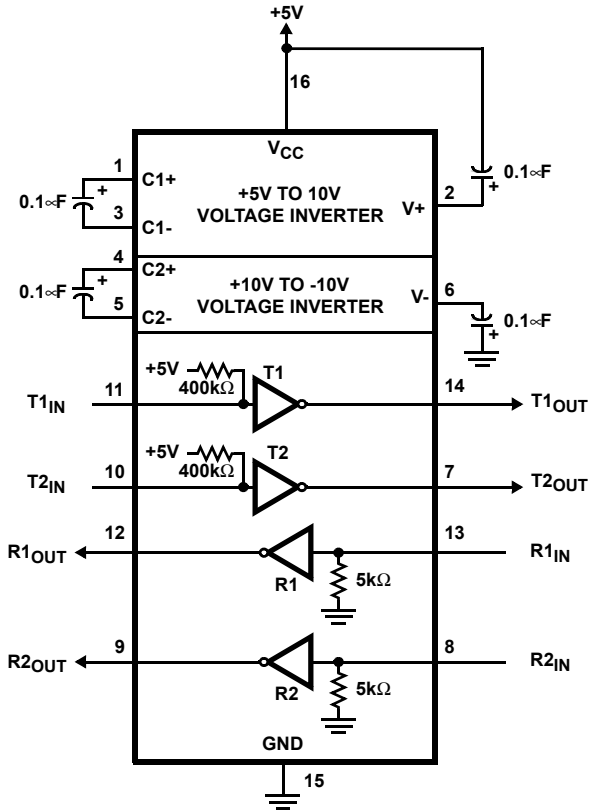 +5V
16
VCC
1
C1+
+
0.1∝F
3
C1-
+5V TO 10V
VOLTAGE INVERTER
2
V+
0.1∝F
+
4
C2+
+
0.1∝F
5
C2-
+10V TO -10V
VOLTAGE INVERTER
V-
6
0.1∝F
+
+5V
400kΩ
T1
T1IN
11
14
T1OUT
+5V
400kΩ
T2
T2IN
10
7
T2OUT
R1OUT
12
R1
5kΩ
13
R1IN
R2OUT
9
R2
5kΩ
8
R2IN
GND
15